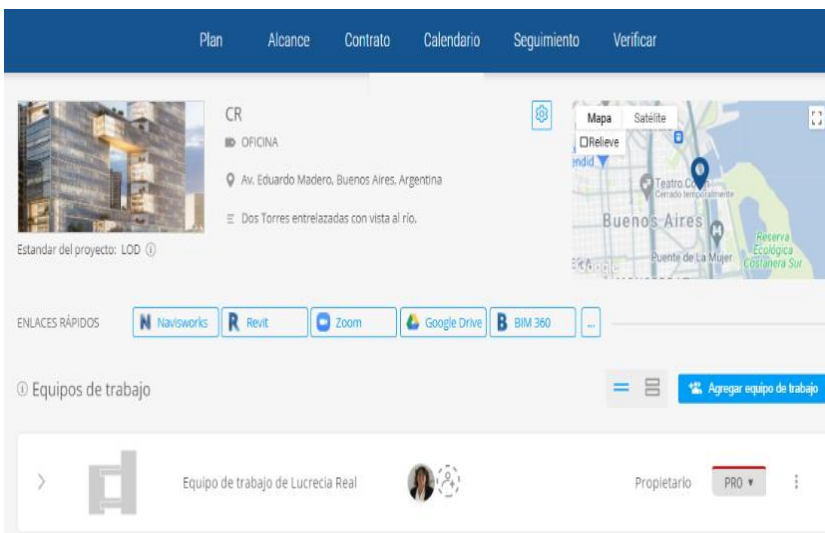 Plan Alcance Contrato Calendario Seguimiento Verificar
CR
OFICINA
Av. Eduardo Madero, Buenos Aires, Argentina
Dos Torres entrelazadas con vista al río.
Estandar del proyecto: LOD
Mapa Satélite
Relieve
endid
Teatro Co
Cerrado temporalmente
Buenos Aires
Puente de La Mujer
Reserva
Ecológica
Costanera Sur
ENLACES RÁPIDOS Navisworks Revit Zoom Google Drive BIM 360 ...
Equipos de trabajo
Agregar equipo de trabajo
Equipo de trabajo de Lucrecia Real
Propietario PRO